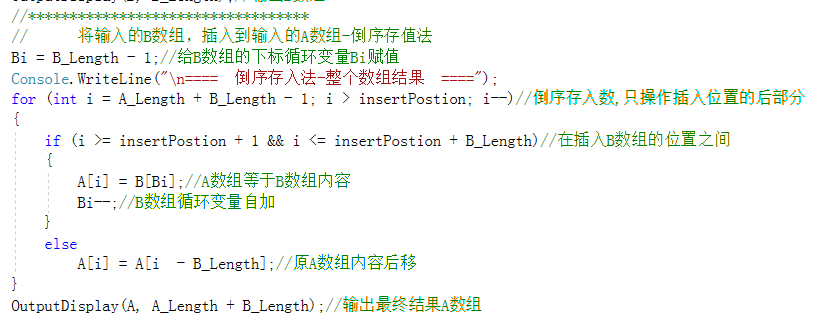 //**********************************
//      将输入的B数组，插入到输入的A数组-倒序存值法
Bi = B_Length - 1;//给B数组的下标循环变量Bi赋值
Console.WriteLine("\n====  倒序存入法-整个数组结果  ====");
for (int i = A_Length + B_Length - 1; i > insertPostion; i--)//倒序存入数,只操作插入位置的后部分
{
    if (i >= insertPostion + 1 && i <= insertPostion + B_Length)//在插入B数组的位置之间
    {
        A[i] = B[Bi];//A数组等于B数组内容
        Bi--;//B数组循环变量自加
    }
    else
        A[i] = A[i  - B_Length];//原A数组内容后移
}
OutputDisplay(A, A_Length + B_Length);//输出最终结果A数组